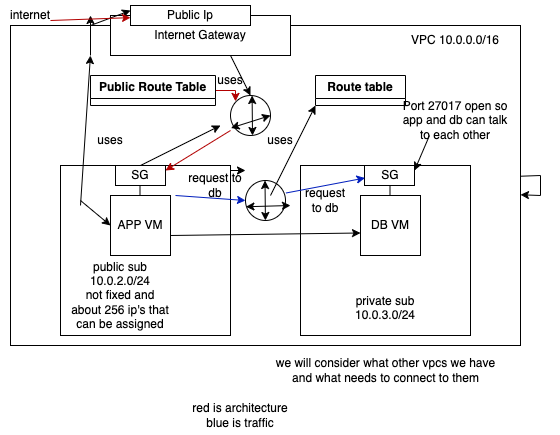 internet
Public Ip
Internet Gateway
VPC 10.0.0.0/16
Public Route Table
uses
Route table
Port 27017 open so
app and db can talk
to each other
uses
uses
SG
request to
db
request
to db
SG
APP VM
DB VM
public sub
10.0.2.0/24
not fixed and
about 256 ip's that
can be assigned
private sub
10.0.3.0/24
we will consider what other vpcs we have
and what needs to connect to them
red is architecture
blue is traffic